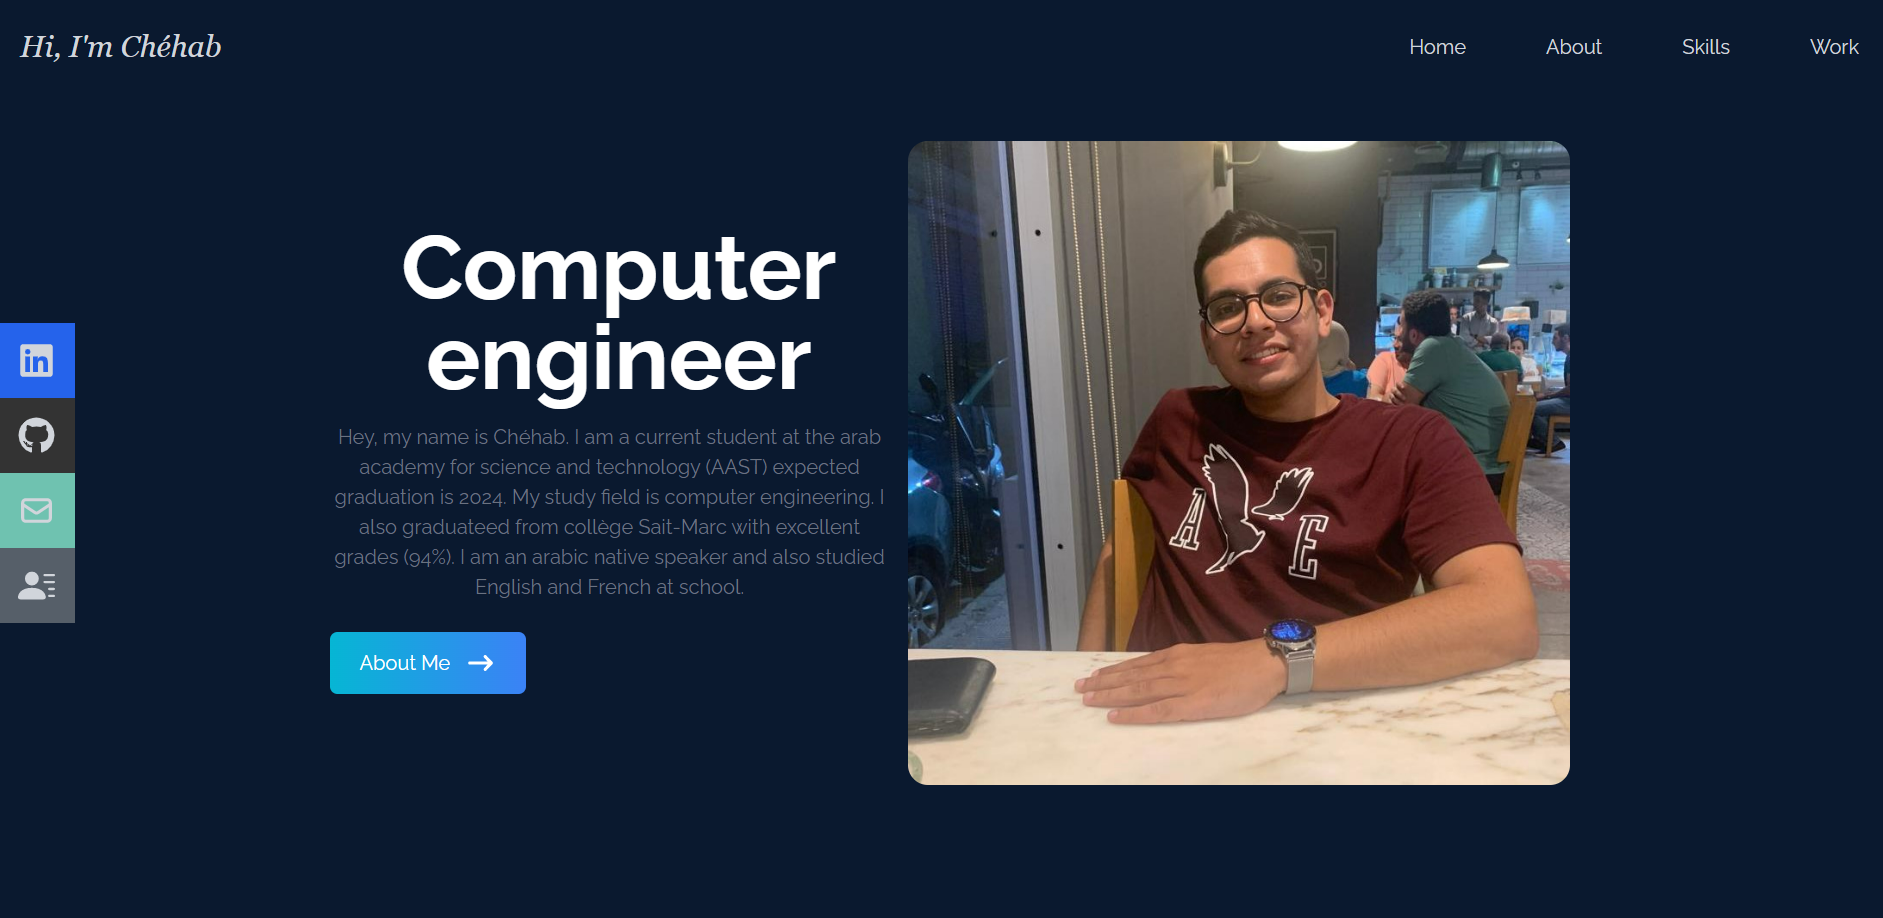 Hi, I'm Chéhab
Home
About
Skills
Work
Computer
engineer
Hey, my name is Chéhab. I am a current student at the arab
academy for science and technology (AAST) expected
graduation is 2024. My study field is computer engineering. I
also graduateed from collège Sait-Marc with excellent
grades (94%). I am an arabic native speaker and also studied
English and French at school.
About Me
in
A E